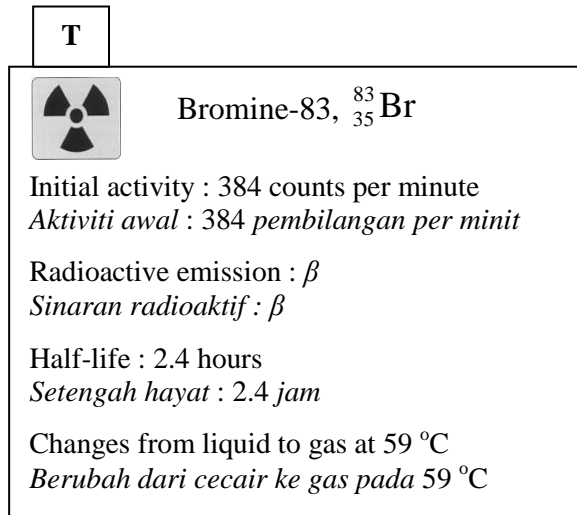 T
Bromine-83, ⁸³₃₅Br
Initial activity : 384 counts per minute
Aktiviti awal : 384 pembilangan per minit
Radioactive emission : β
Sinaran radioaktif : β
Half-life : 2.4 hours
Setengah hayat : 2.4 jam
Changes from liquid to gas at 59 °C
Berubah dari cecair ke gas pada 59 °C